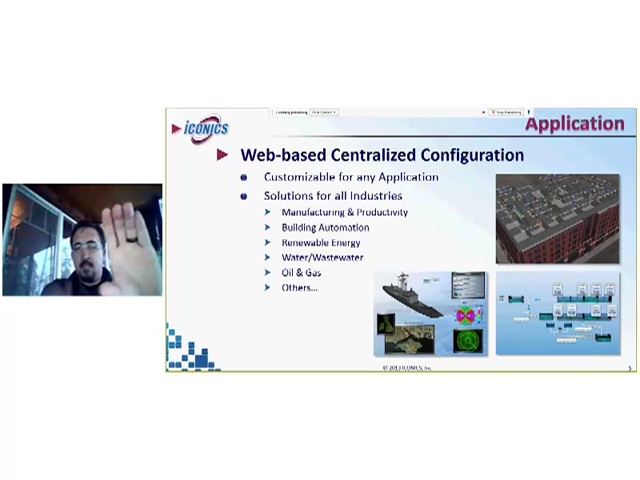 ICONICS
Application
Web-based Centralized Configuration
Customizable for any Application
Solutions for all Industries
Manufacturing & Productivity
Building Automation
Renewable Energy
Water/Wastewater
Oil & Gas
Others...
© 2013 ICONICS, Inc.
5